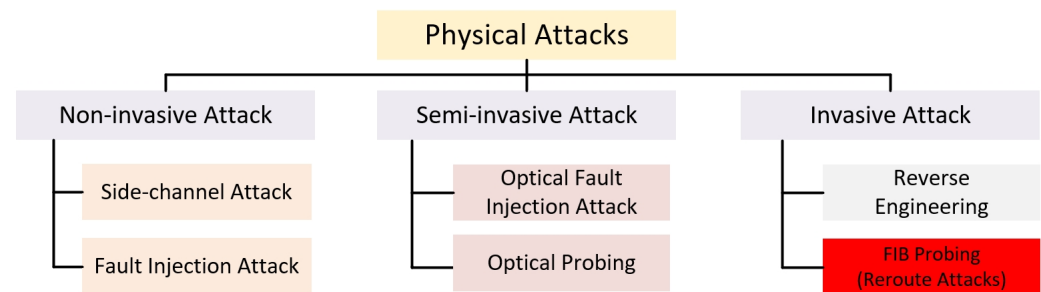 Physical Attacks
Non-invasive Attack
Side-channel Attack
Fault Injection Attack
Semi-invasive Attack
Optical Fault
Injection Attack
Optical Probing
Invasive Attack
Reverse
Engineering
FIB Probing
(Reroute Attacks)